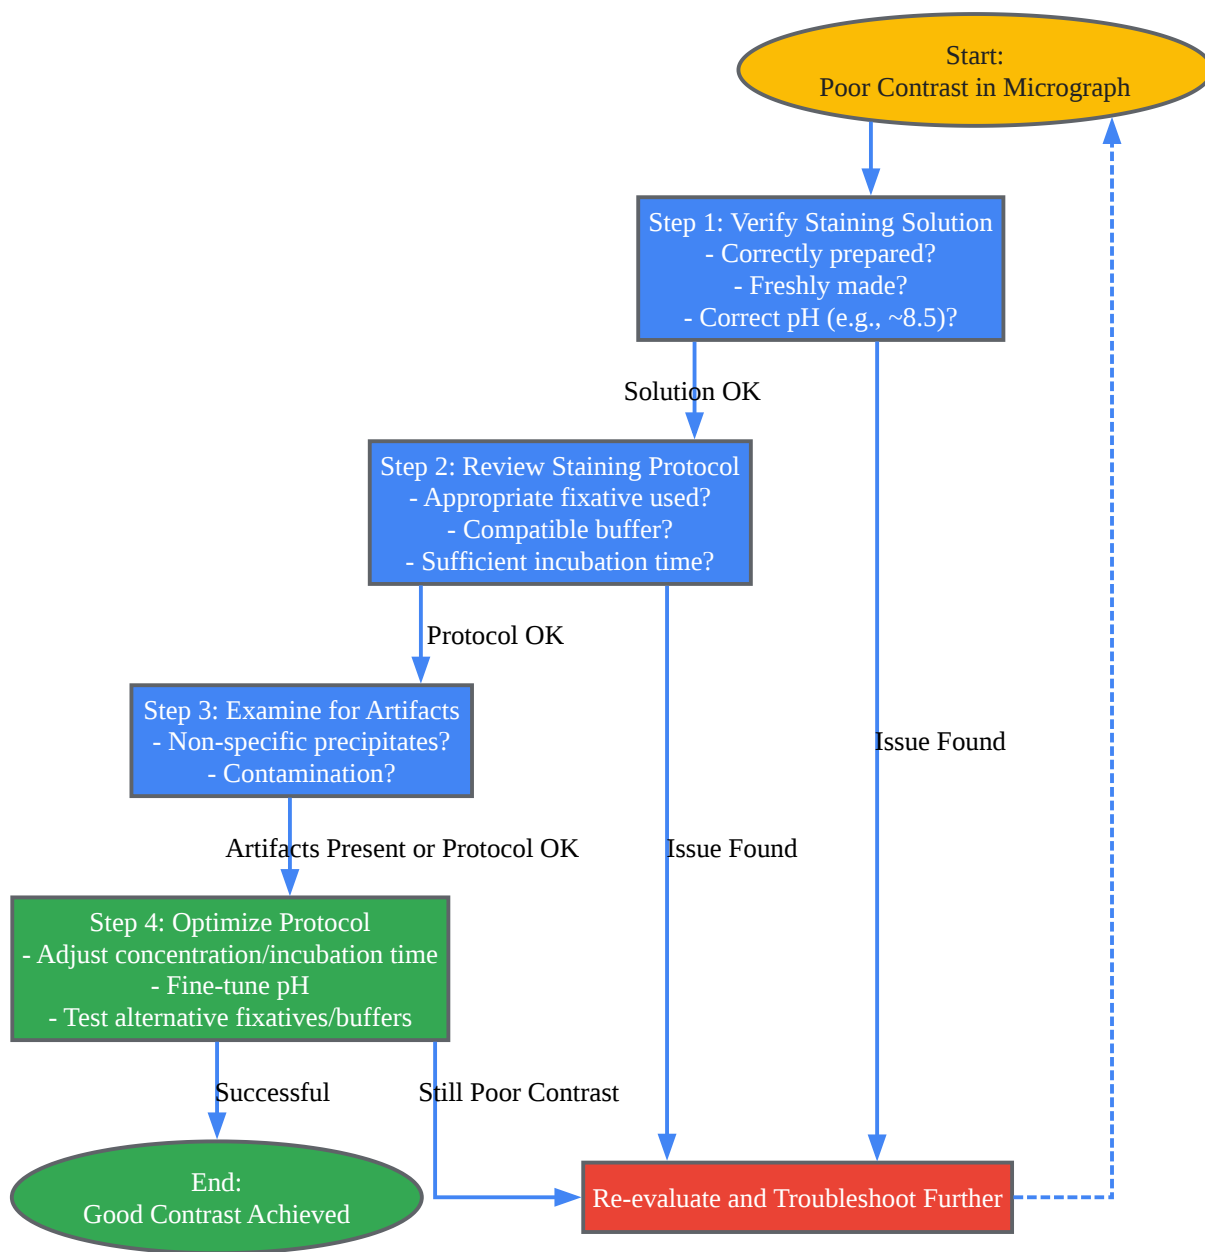 Start:
Poor Contrast in Micrograph
Step 1: Verify Staining Solution
- Correctly prepared?
- Freshly made?
- Correct pH (e.g., ~8.5)?
Solution OK
Step 2: Review Staining Protocol
- Appropriate fixative used?
- Compatible buffer?
- Sufficient incubation time?
Protocol OK
Step 3: Examine for Artifacts
- Non-specific precipitates?
- Contamination?
Issue Found
Artifacts Present or Protocol OK
Issue Found
Step 4: Optimize Protocol
- Adjust concentration/incubation time
- Fine-tune pH
- Test alternative fixatives/buffers
Successful
Still Poor Contrast
End:
Good Contrast Achieved
Re-evaluate and Troubleshoot Further